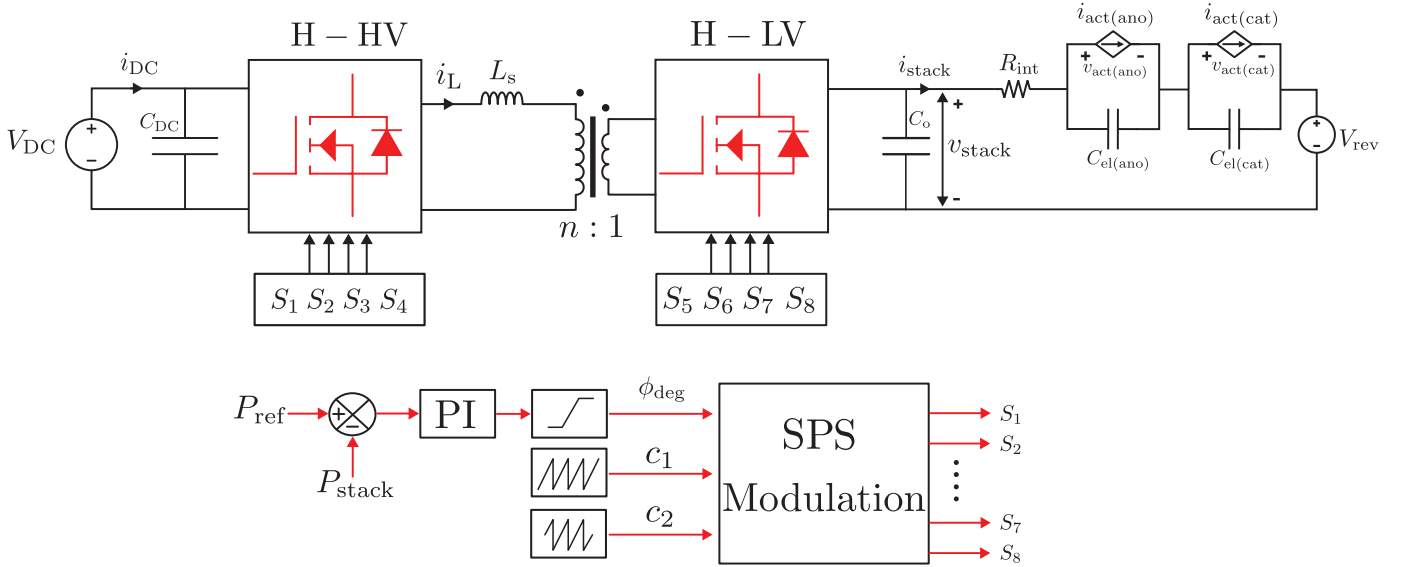 i_act(ano) i_act(cat)
H − HV H − LV
i_DC i_L L_s i_stack R_int + - + -
v_act(ano) v_act(cat)
V_DC + − C_DC C_o + v_stack - C_el(ano) C_el(cat) + - V_rev
n : 1
S_1 S_2 S_3 S_4 S_5 S_6 S_7 S_8
P_ref + − PI ϕ_deg SPS Modulation S_1
P_stack c_1 S_2
c_2 S_7
S_8